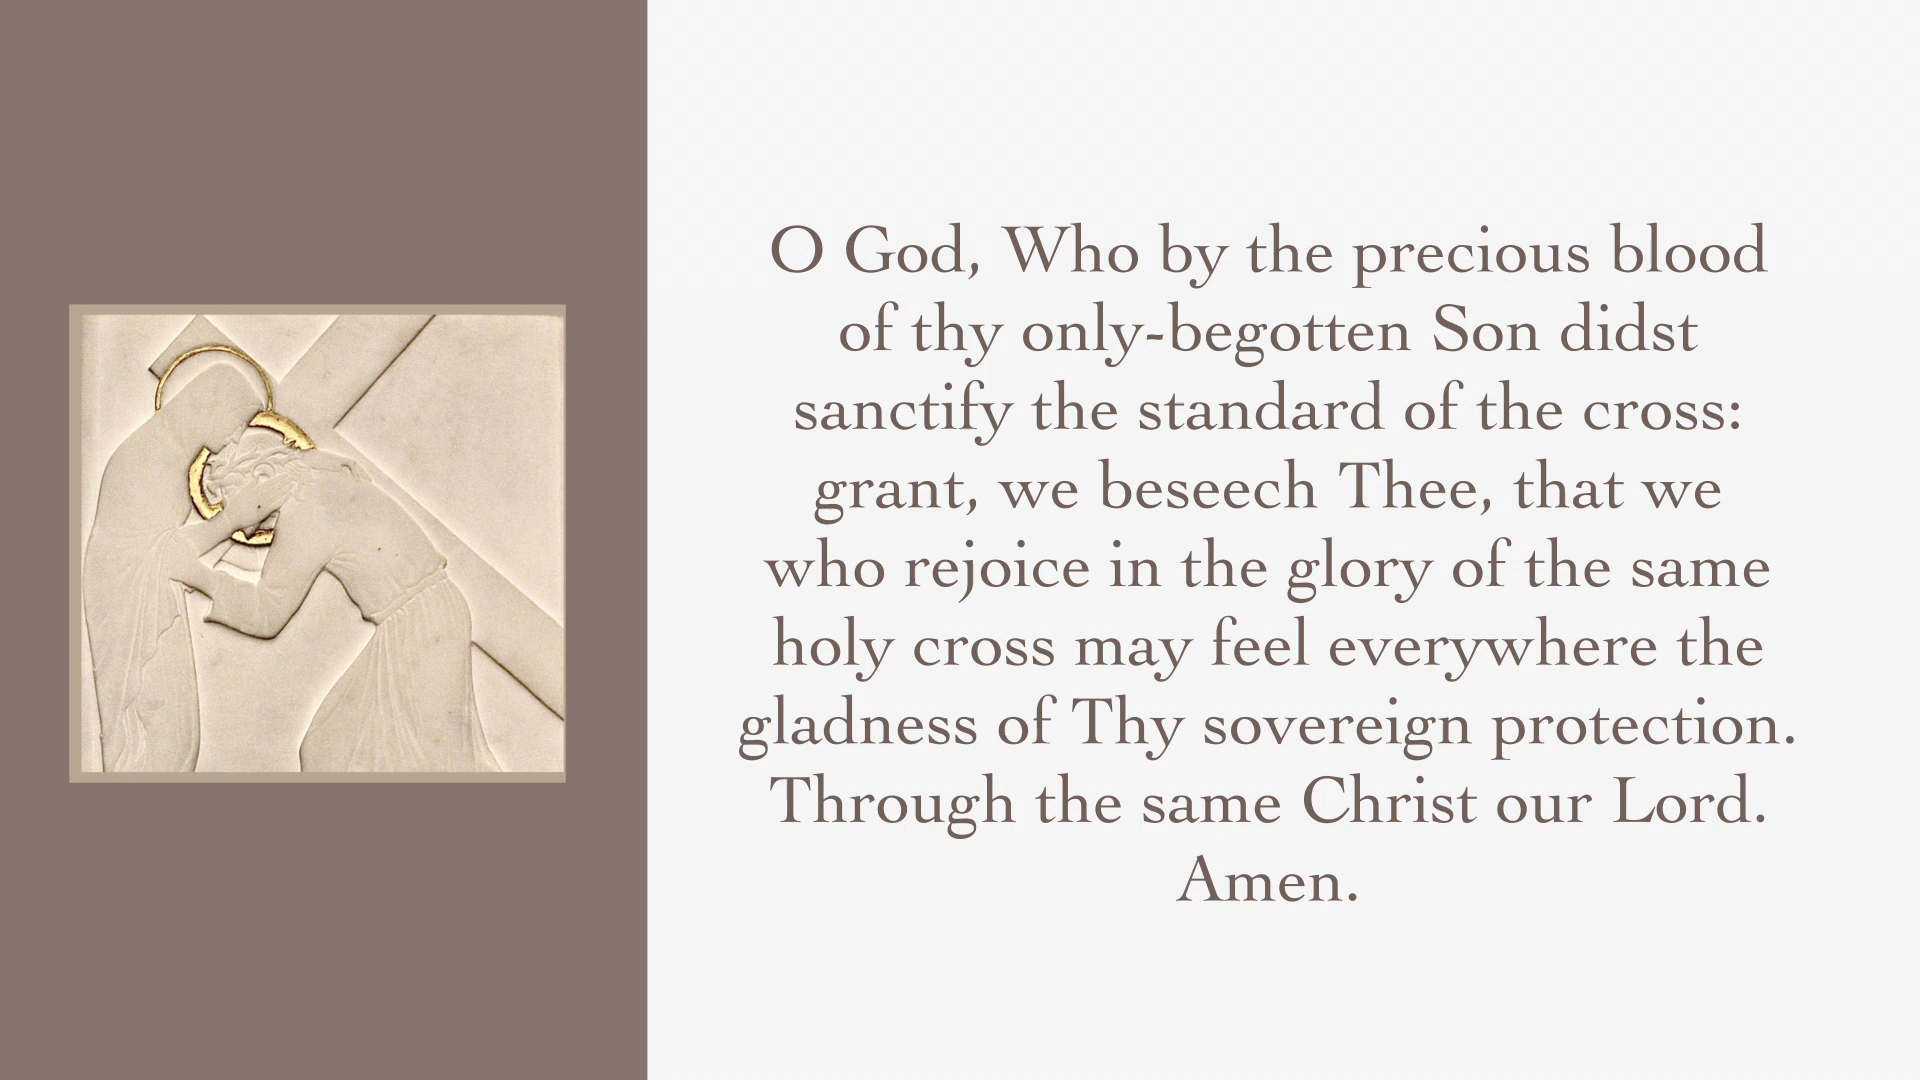 O God, Who by the precious blood
of thy only-begotten Son didst
sanctify the standard of the cross:
grant, we beseech Thee, that we
who rejoice in the glory of the same
holy cross may feel everywhere the
gladness of Thy sovereign protection.
Through the same Christ our Lord.
Amen.